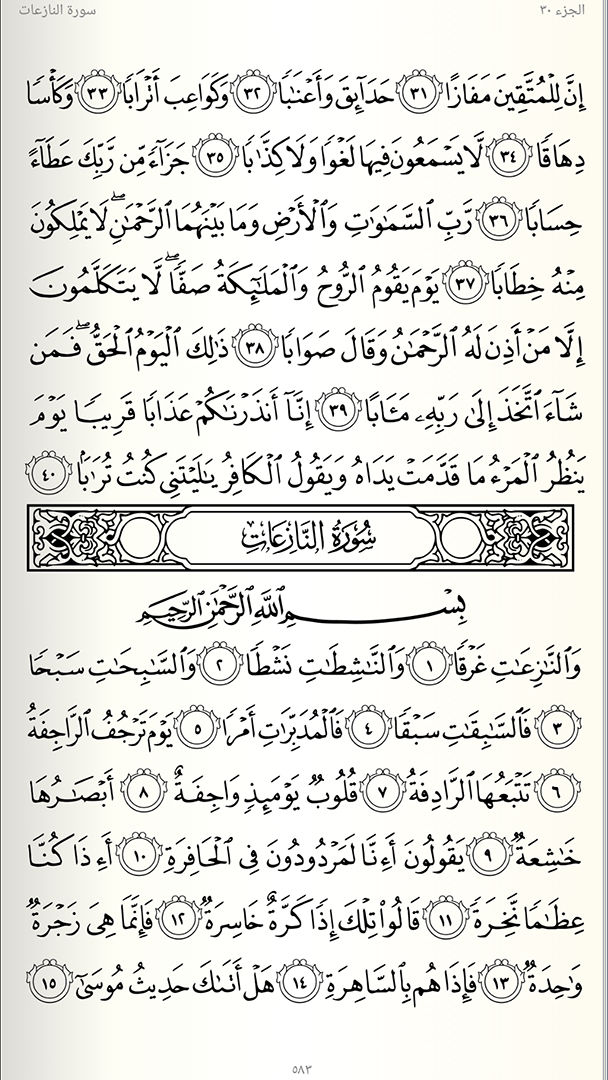 الجزء ٣٠ سورة النازعات
إِنَّ لِلْمُتَّقِينَ مَفَازًا ٣١ حَدَآئِقَ وَأَعْنَٰبًا ٣٢ وَكَوَاعِبَ أَتْرَابًا ٣٣ وَكَأْسًا
دِهَاقًا ٣٤ لَّا يَسْمَعُونَ فِيهَا لَغْوًا وَلَا كِذَّٰبًا ٣٥ جَزَآءً مِّن رَّبِّكَ عَطَآءً
حِسَابًا ٣٦ رَّبِّ ٱلسَّمَٰوَٰتِ وَٱلْأَرْضِ وَمَا بَيْنَهُمَا ٱلرَّحْمَٰنِ ۖ لَا يَمْلِكُونَ
مِنْهُ خِطَابًا ٣٧ يَوْمَ يَقُومُ ٱلرُّوحُ وَٱلْمَلَٰٓئِكَةُ صَفًّا ۖ لَّا يَتَكَلَّمُونَ
إِلَّا مَنْ أَذِنَ لَهُ ٱلرَّحْمَٰنُ وَقَالَ صَوَابًا ٣٨ ذَٰلِكَ ٱلْيَوْمُ ٱلْحَقُّ ۖ فَمَن
شَآءَ ٱتَّخَذَ إِلَىٰ رَبِّهِۦ مَـَٔابًا ٣٩ إِنَّآ أَنذَرْنَٰكُمْ عَذَابًا قَرِيبًا يَوْمَ
يَنظُرُ ٱلْمَرْءُ مَا قَدَّمَتْ يَدَاهُ وَيَقُولُ ٱلْكَافِرُ يَٰلَيْتَنِى كُنتُ تُرَٰبًۢا ٤٠
سُورَةُ النَّازِعَاتِ
بِسْمِ ٱللَّهِ ٱلرَّحْمَٰنِ ٱلرَّحِيمِ
وَٱلنَّٰزِعَٰتِ غَرْقًا ١ وَٱلنَّٰشِطَٰتِ نَشْطًا ٢ وَٱلسَّٰبِحَٰتِ سَبْحًا
٣ فَٱلسَّٰبِقَٰتِ سَبْقًا ٤ فَٱلْمُدَبِّرَٰتِ أَمْرًا ٥ يَوْمَ تَرْجُفُ ٱلرَّاجِفَةُ
٦ تَتْبَعُهَا ٱلرَّادِفَةُ ٧ قُلُوبٌ يَوْمَئِذٍ وَاجِفَةٌ ٨ أَبْصَٰرُهَا
خَٰشِعَةٌ ٩ يَقُولُونَ أَءِنَّا لَمَرْدُودُونَ فِى ٱلْحَافِرَةِ ١٠ أَءِذَا كُنَّا
عِظَٰمًا نَّخِرَةً ١١ قَالُوا۟ تِلْكَ إِذًا كَرَّةٌ خَاسِرَةٌ ١٢ فَإِنَّمَا هِىَ زَجْرَةٌ
وَٰحِدَةٌ ١٣ فَإِذَا هُم بِٱلسَّاهِرَةِ ١٤ هَلْ أَتَىٰكَ حَدِيثُ مُوسَىٰٓ ١٥
٥٨٣